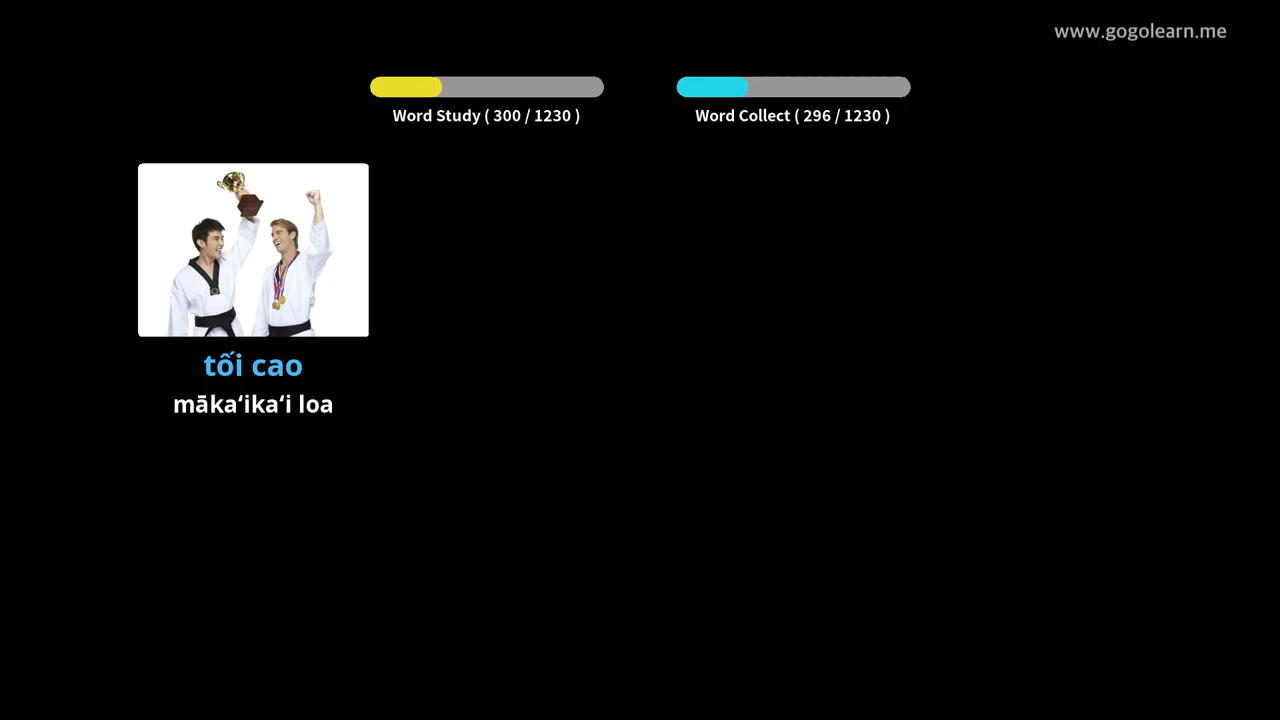 www.gogolearn.me
Word Study ( 300 / 1230 )
Word Collect ( 296 / 1230 )
tối cao
mākaʻikaʻi loa